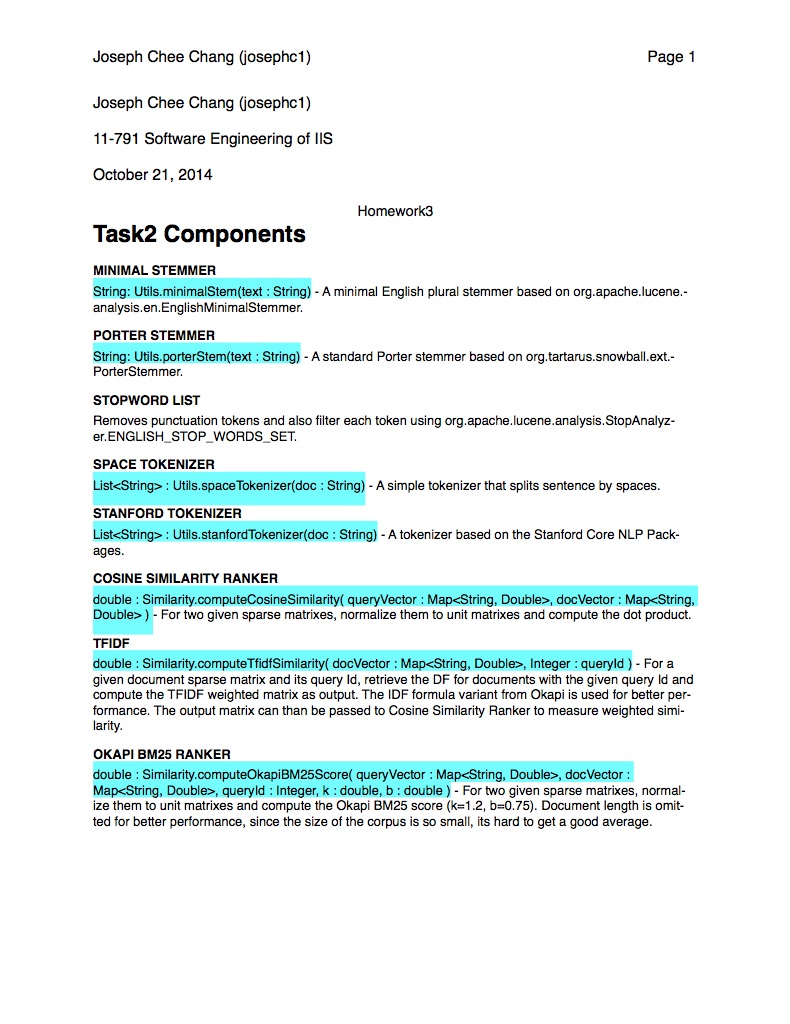 Joseph Chee Chang (josephc1) Page 1
Joseph Chee Chang (josephc1)
11-791 Software Engineering of IIS
October 21, 2014
Homework3
Task2 Components
MINIMAL STEMMER
String: Utils.minimalStem(text : String) - A minimal English plural stemmer based on org.apache.lucene.-
analysis.en.EnglishMinimalStemmer.
PORTER STEMMER
String: Utils.porterStem(text : String) - A standard Porter stemmer based on org.tartarus.snowball.ext.-
PorterStemmer.
STOPWORD LIST
Removes punctuation tokens and also filter each token using org.apache.lucene.analysis.StopAnalyz-
er.ENGLISH_STOP_WORDS_SET.
SPACE TOKENIZER
List<String> : Utils.spaceTokenizer(doc : String) - A simple tokenizer that splits sentence by spaces.
STANFORD TOKENIZER
List<String> : Utils.stanfordTokenizer(doc : String) - A tokenizer based on the Stanford Core NLP Pack-
ages.
COSINE SIMILARITY RANKER
double : Similarity.computeCosineSimilarity( queryVector : Map<String, Double>, docVector : Map<String,
Double> ) - For two given sparse matrixes, normalize them to unit matrixes and compute the dot product.
TFIDF
double : Similarity.computeTfidfSimilarity( docVector : Map<String, Double>, Integer : queryId ) - For a
given document sparse matrix and its query Id, retrieve the DF for documents with the given query Id and
compute the TFIDF weighted matrix as output. The IDF formula variant from Okapi is used for better per-
formance. The output matrix can than be passed to Cosine Similarity Ranker to measure weighted simi-
larity.
OKAPI BM25 RANKER
double : Similarity.computeOkapiBM25Score( queryVector : Map<String, Double>, docVector :
Map<String, Double>, queryId : Integer, k : double, b : double ) - For two given sparse matrixes, normal-
ize them to unit matrixes and compute the Okapi BM25 score (k=1.2, b=0.75). Document length is omit-
ted for better performance, since the size of the corpus is so small, its hard to get a good average.